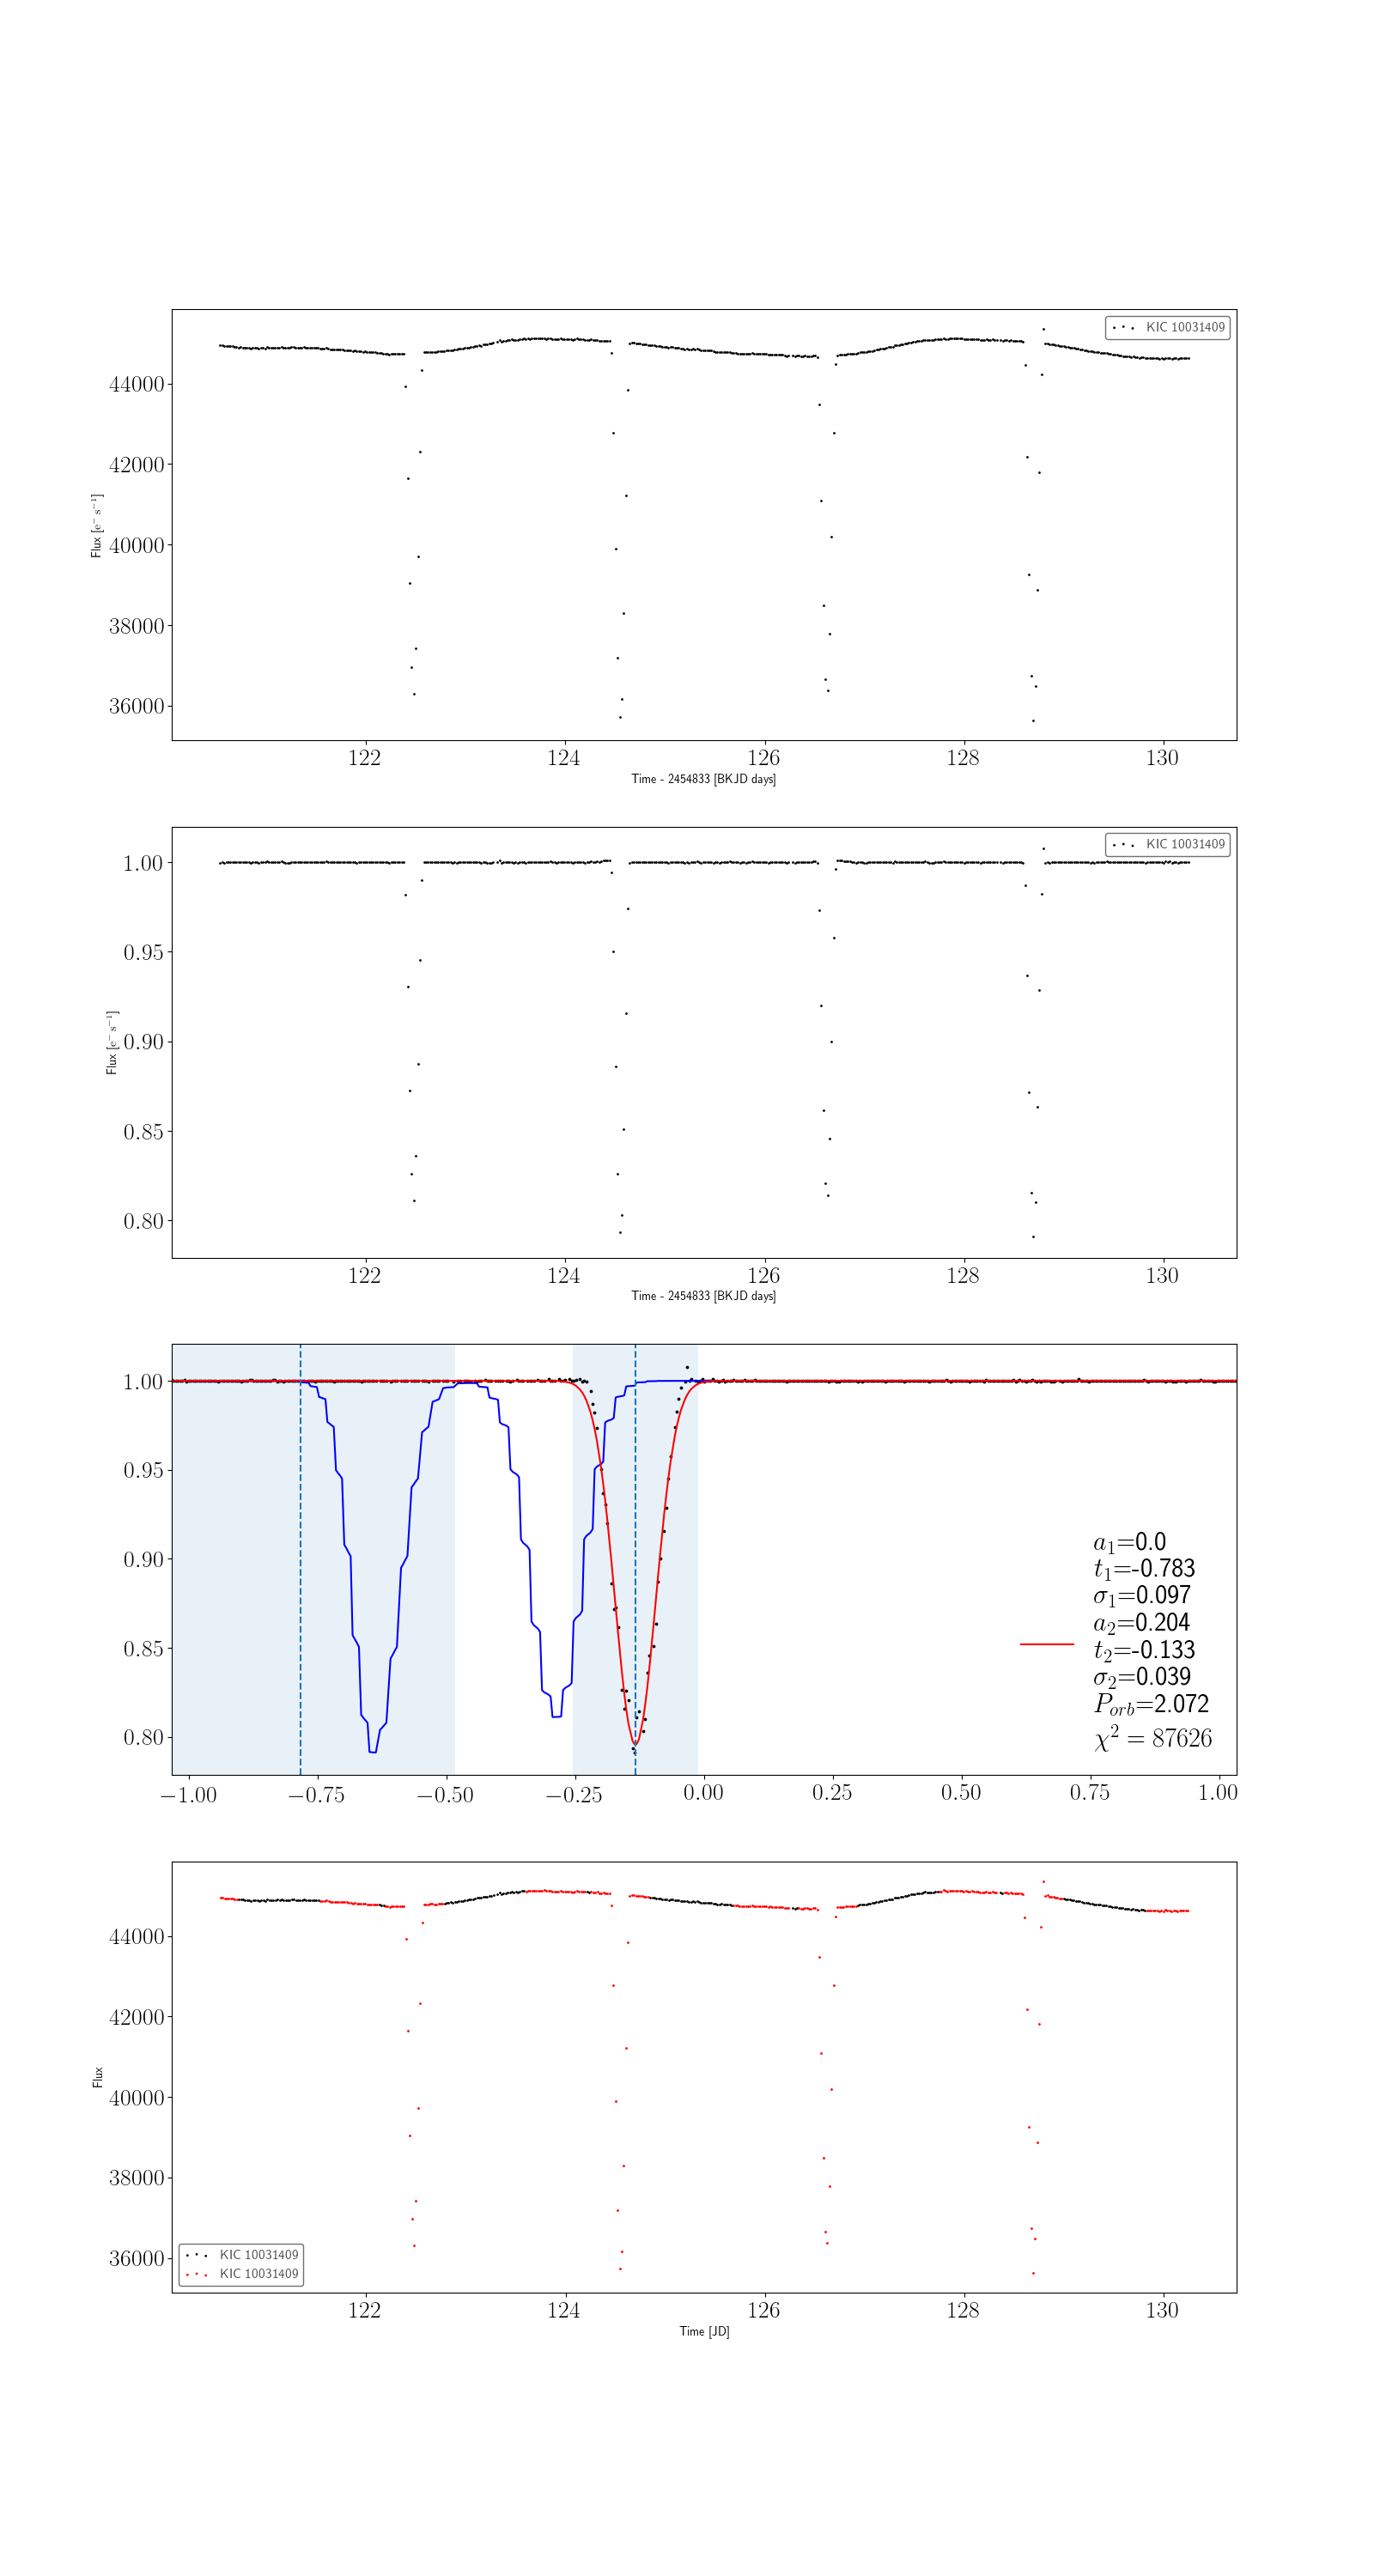 KIC 10031409
44000
42000
40000
38000
36000
Flux [e⁻ s⁻¹]
122 124 126 128 130
Time - 2454833 [BKJD days]
KIC 10031409
1.00
0.95
0.90
0.85
0.80
Flux [e⁻ s⁻¹]
122 124 126 128 130
Time - 2454833 [BKJD days]
1.00
0.95
0.90
0.85
0.80
a₁=0.0
t₁=-0.783
σ₁=0.097
a₂=0.204
t₂=-0.133
σ₂=0.039
P_orb=2.072
χ² = 87626
−1.00 −0.75 −0.50 −0.25 0.00 0.25 0.50 0.75 1.00
44000
42000
40000
38000
36000
Flux
KIC 10031409
KIC 10031409
122 124 126 128 130
Time [JD]